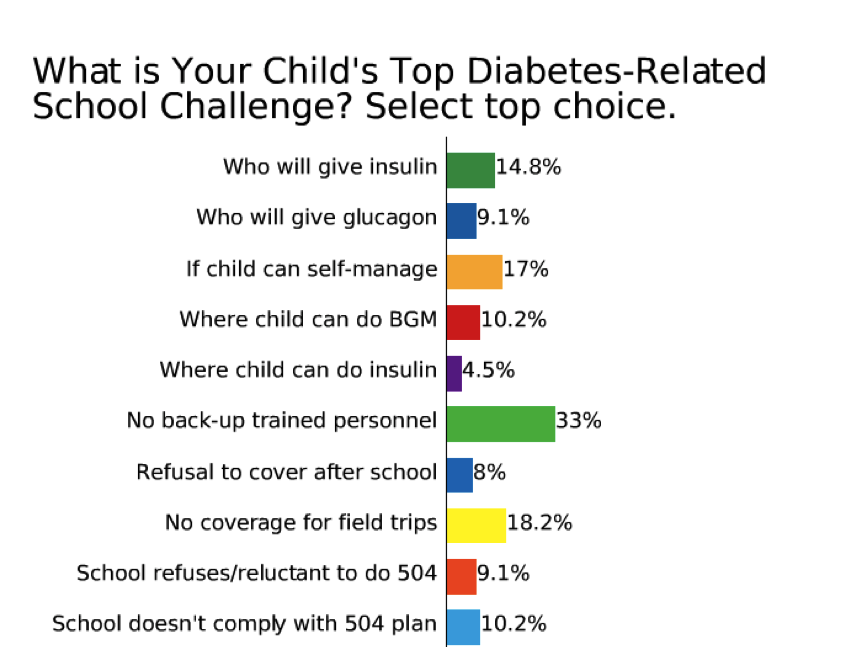 What is Your Child's Top Diabetes-Related
School Challenge? Select top choice.
Who will give insulin 14.8%
Who will give glucagon 9.1%
If child can self-manage 17%
Where child can do BGM 10.2%
Where child can do insulin 4.5%
No back-up trained personnel 33%
Refusal to cover after school 8%
No coverage for field trips 18.2%
School refuses/reluctant to do 504 9.1%
School doesn't comply with 504 plan 10.2%